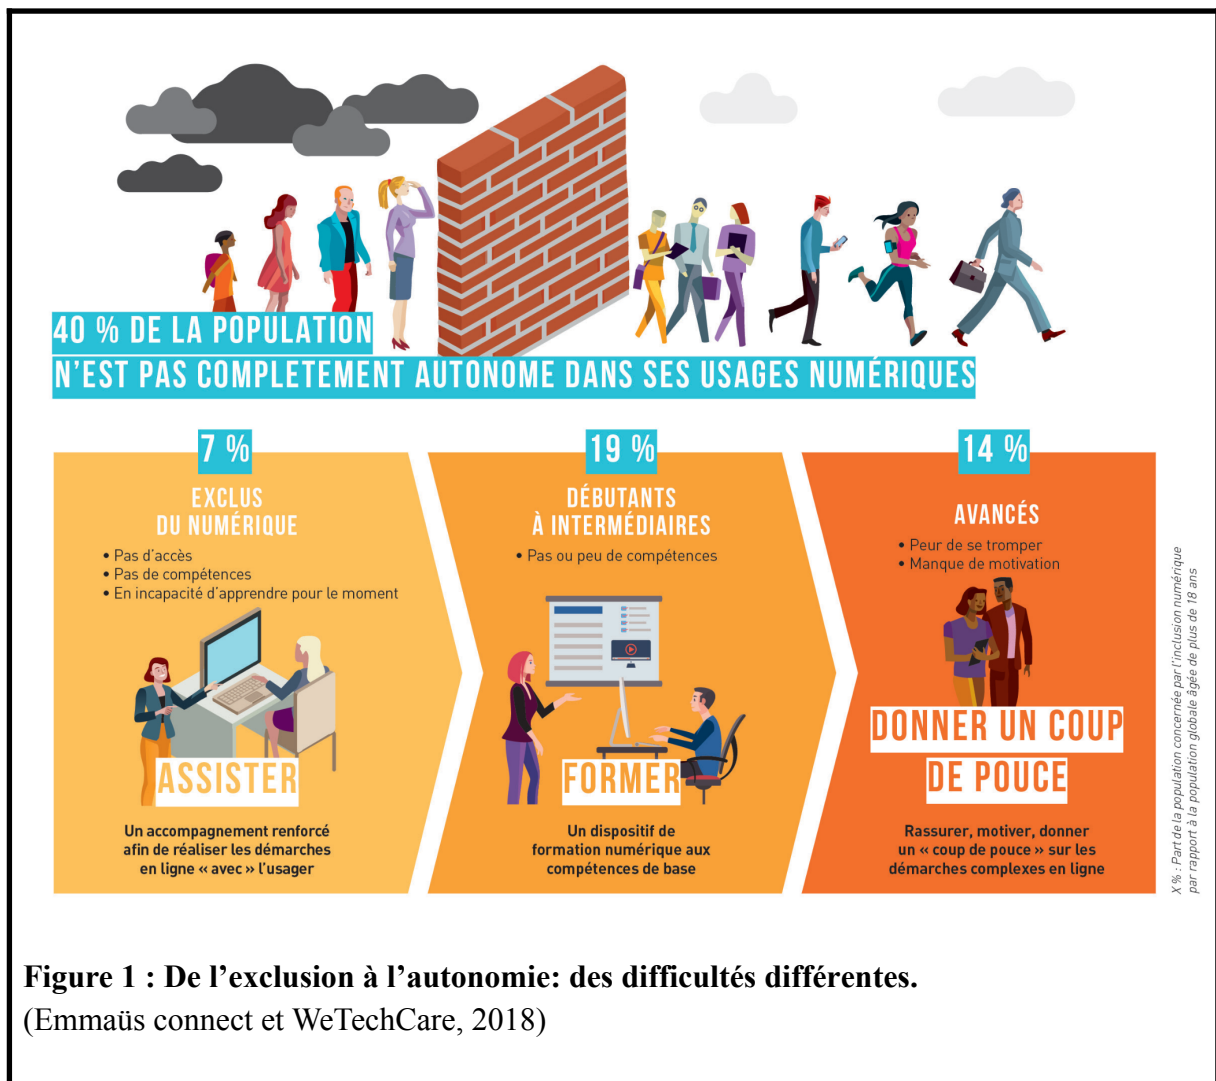 40 % DE LA POPULATION
N'EST PAS COMPLETEMENT AUTONOME DANS SES USAGES NUMÉRIQUES
7 %
EXCLUS
DU NUMÉRIQUE
• Pas d'accès
• Pas de compétences
• En incapacité d'apprendre pour le moment
ASSISTER
Un accompagnement renforcé
afin de réaliser les démarches
en ligne « avec » l'usager
19 %
DÉBUTANTS
À INTERMÉDIAIRES
• Pas ou peu de compétences
FORMER
Un dispositif de
formation numérique aux
compétences de base
14 %
AVANCÉS
• Peur de se tromper
• Manque de motivation
DONNER UN COUP
DE POUCE
Rassurer, motiver, donner
un « coup de pouce » sur les
démarches complexes en ligne
X % : Part de la population concernée par l'inclusion numérique
par rapport à la population globale âgée de plus de 18 ans
Figure 1 : De l'exclusion à l'autonomie: des difficultés différentes.
(Emmaüs connect et WeTechCare, 2018)